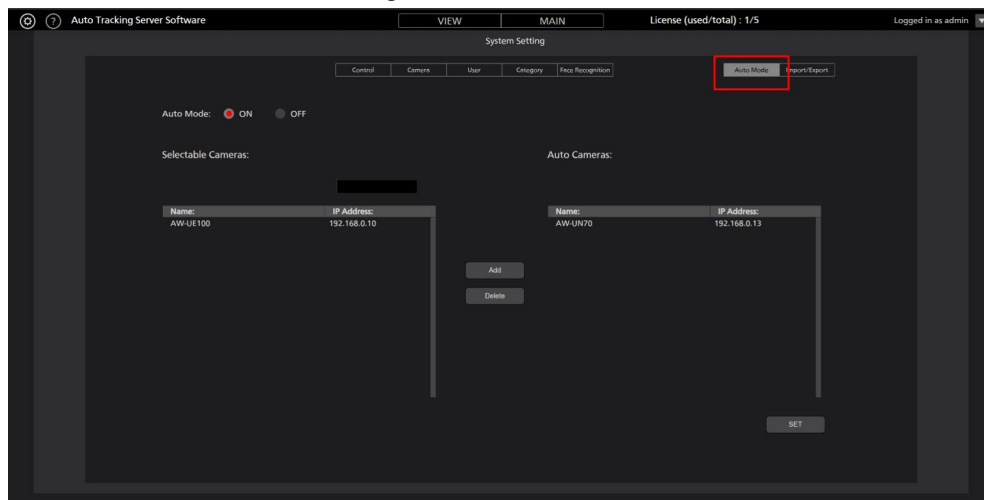 Auto Tracking Server Software VIEW MAIN License (used/total) : 1/5 Logged in as admin
System Setting
Control Camera User Category Face Recognition Auto Mode Import/Export
Auto Mode: ON OFF
Selectable Cameras: Auto Cameras:
Name: IP Address: Name: IP Address:
AW-UE100 192.168.0.10 AW-UN70 192.168.0.13
Add
Delete
SET